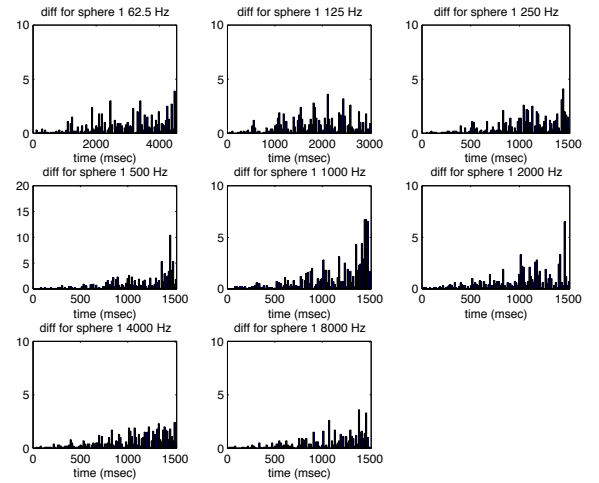 diff for sphere 1 62.5 Hz
10
5
0
0 2000 4000
time (msec)
diff for sphere 1 125 Hz
10
5
0
0 1000 2000 3000
time (msec)
diff for sphere 1 250 Hz
10
5
0
0 500 1000 1500
time (msec)
diff for sphere 1 500 Hz
20
15
10
5
0
0 500 1000 1500
time (msec)
diff for sphere 1 1000 Hz
10
5
0
0 500 1000 1500
time (msec)
diff for sphere 1 2000 Hz
10
5
0
0 500 1000 1500
time (msec)
diff for sphere 1 4000 Hz
10
5
0
0 500 1000 1500
time (msec)
diff for sphere 1 8000 Hz
10
5
0
0 500 1000 1500
time (msec)